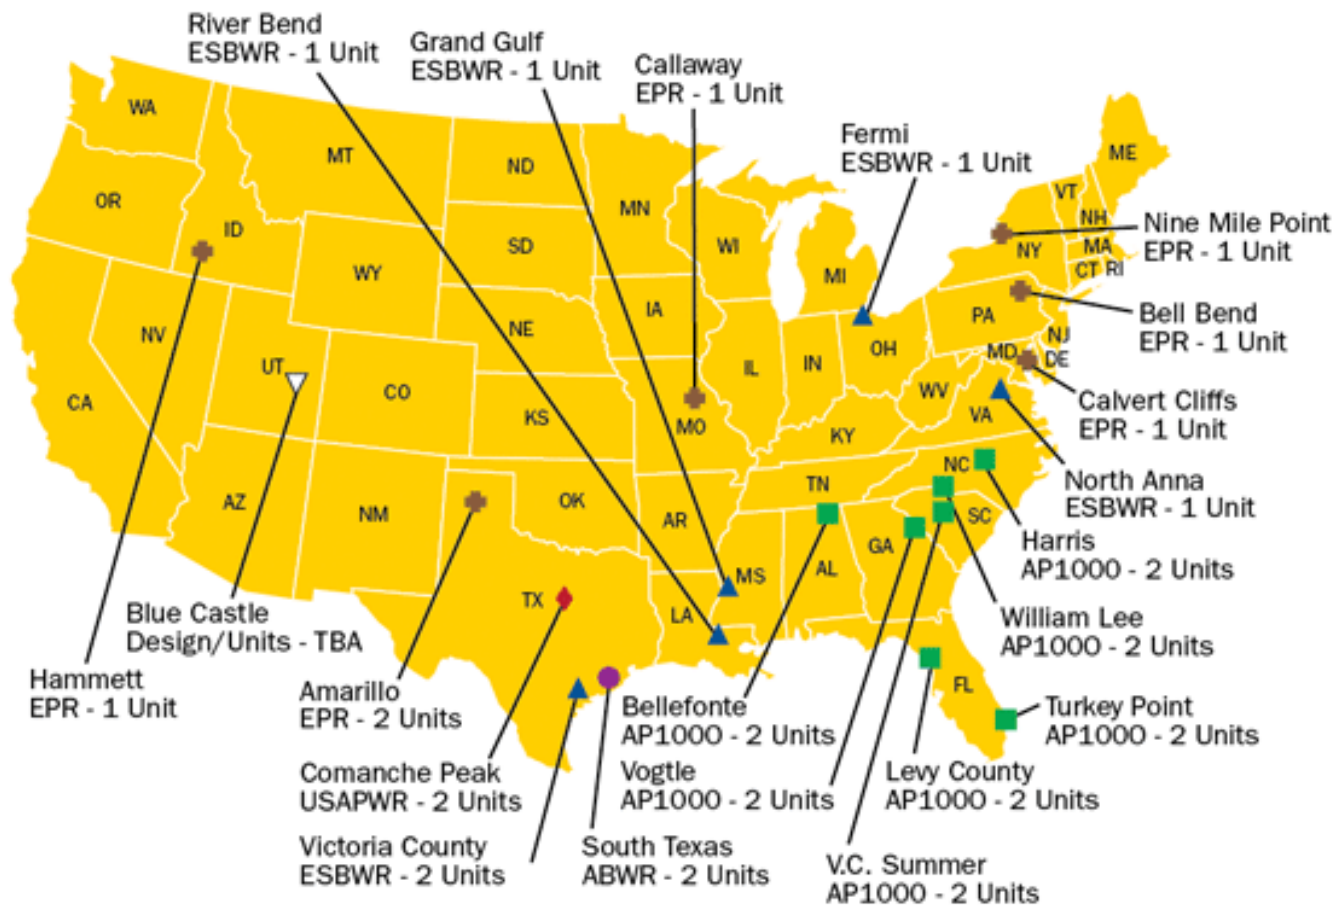 River Bend
ESBWR - 1 Unit
Grand Gulf
ESBWR - 1 Unit
Callaway
EPR - 1 Unit
Fermi
ESBWR - 1 Unit
WA
MT
ND
MN
OR
ID
SD
WI
MI
ME
VT
NH
NY
MA
CT
RI
Nine Mile Point
EPR - 1 Unit
WY
IA
NE
PA
NJ
Bell Bend
EPR - 1 Unit
NV
UT
CO
IL
IN
OH
MD
DE
CA
KS
MO
WV
VA
KY
Calvert Cliffs
EPR - 1 Unit
AZ
NM
OK
AR
TN
NC
SC
North Anna
ESBWR - 1 Unit
Harris
AP1000 - 2 Units
TX
LA
MS
AL
GA
FL
William Lee
AP1000 - 2 Units
Blue Castle
Design/Units - TBA
Hammett
EPR - 1 Unit
Amarillo
EPR - 2 Units
Bellefonte
AP1000 - 2 Units
Turkey Point
AP1000 - 2 Units
Comanche Peak
USAPWR - 2 Units
Vogtle
AP1000 - 2 Units
Levy County
AP1000 - 2 Units
Victoria County
ESBWR - 2 Units
South Texas
ABWR - 2 Units
V.C. Summer
AP1000 - 2 Units